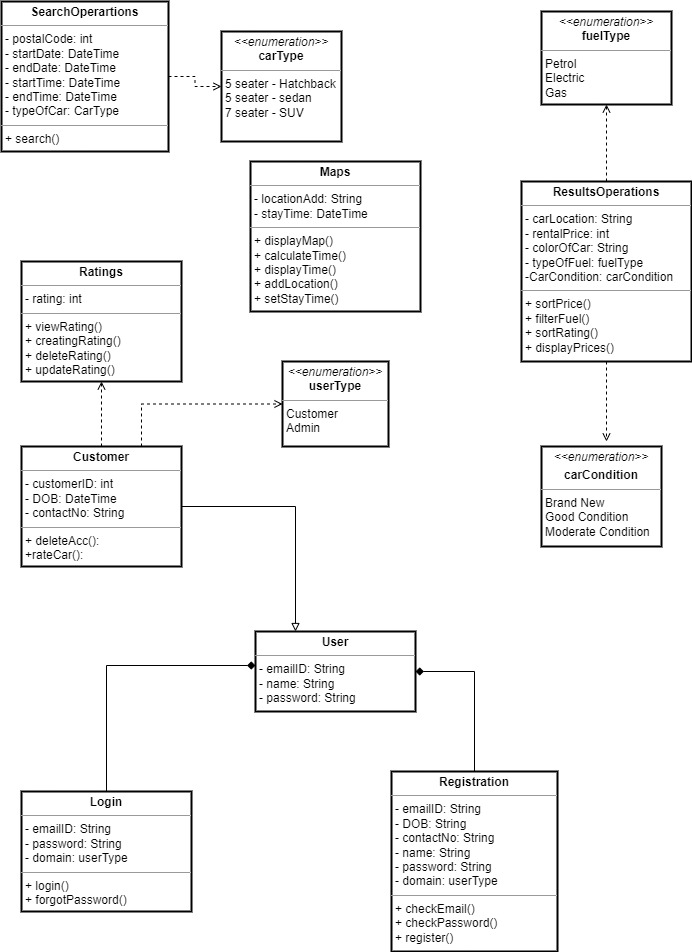 SearchOperartions
- postalCode: int
- startDate: DateTime
- endDate: DateTime
- startTime: DateTime
- endTime: DateTime
- typeOfCar: CarType
+ search()
<<enumeration>>
carType
5 seater - Hatchback
5 seater - sedan
7 seater - SUV
<<enumeration>>
fuelType
Petrol
Electric
Gas
Maps
- locationAdd: String
- stayTime: DateTime
+ displayMap()
+ calculateTime()
+ displayTime()
+ addLocation()
+ setStayTime()
ResultsOperations
- carLocation: String
- rentalPrice: int
- colorOfCar: String
- typeOfFuel: fuelType
-CarCondition: carCondition
+ sortPrice()
+ filterFuel()
+ sortRating()
+ displayPrices()
Ratings
- rating: int
+ viewRating()
+ creatingRating()
+ deleteRating()
+ updateRating()
<<enumeration>>
userType
Customer
Admin
Customer
- customerID: int
- DOB: DateTime
- contactNo: String
+ deleteAcc():
+rateCar():
<<enumeration>>
carCondition
Brand New
Good Condition
Moderate Condition
User
- emailID: String
- name: String
- password: String
Login
- emailID: String
- password: String
- domain: userType
+ login()
+ forgotPassword()
Registration
- emailID: String
- DOB: String
- contactNo: String
- name: String
- password: String
- domain: userType
+ checkEmail()
+ checkPassword()
+ register()